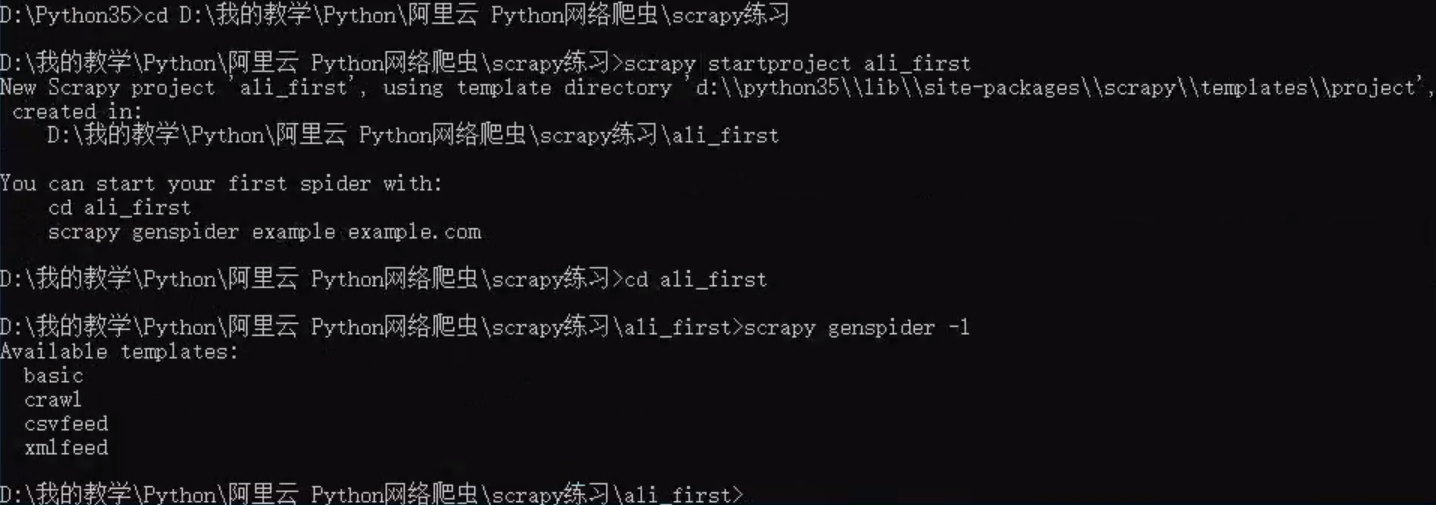 D:\Python35>cd D:\我的教学\Python\阿里云 Python网络爬虫\scrapy练习
D:\我的教学\Python\阿里云 Python网络爬虫\scrapy练习>scrapy startproject ali_first
New Scrapy project 'ali_first', using template directory 'd:\\python35\\lib\\site-packages\\scrapy\\templates\\project',
created in:
D:\我的教学\Python\阿里云 Python网络爬虫\scrapy练习\ali_first
You can start your first spider with:
cd ali_first
scrapy genspider example example.com
D:\我的教学\Python\阿里云 Python网络爬虫\scrapy练习>cd ali_first
D:\我的教学\Python\阿里云 Python网络爬虫\scrapy练习\ali_first>scrapy genspider -l
Available templates:
basic
crawl
csvfeed
xmlfeed
D:\我的教学\Python\阿里云 Python网络爬虫\scrapy练习\ali_first>